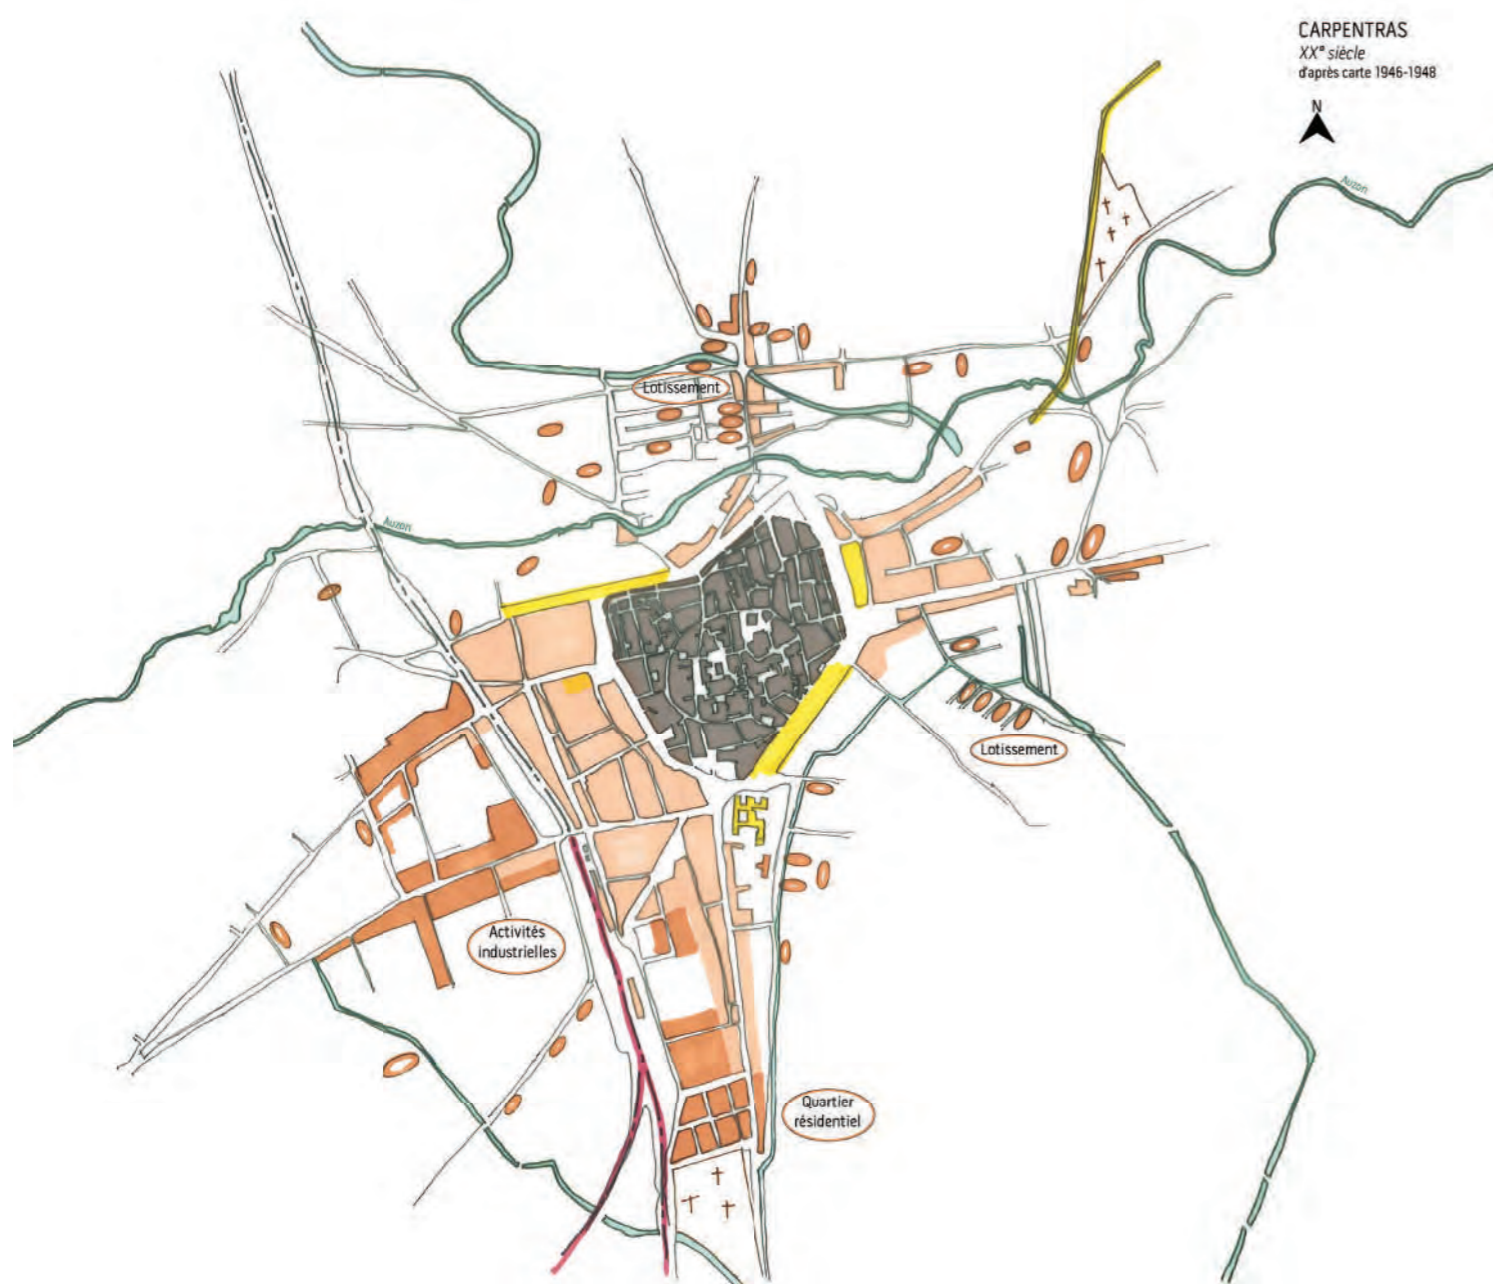 CARPENTRAS
XXᵉ siècle
d'après carte 1946-1948
N
Auzon
Lotissement
Auzon
Lotissement
Activités
industrielles
Quartier
résidentiel